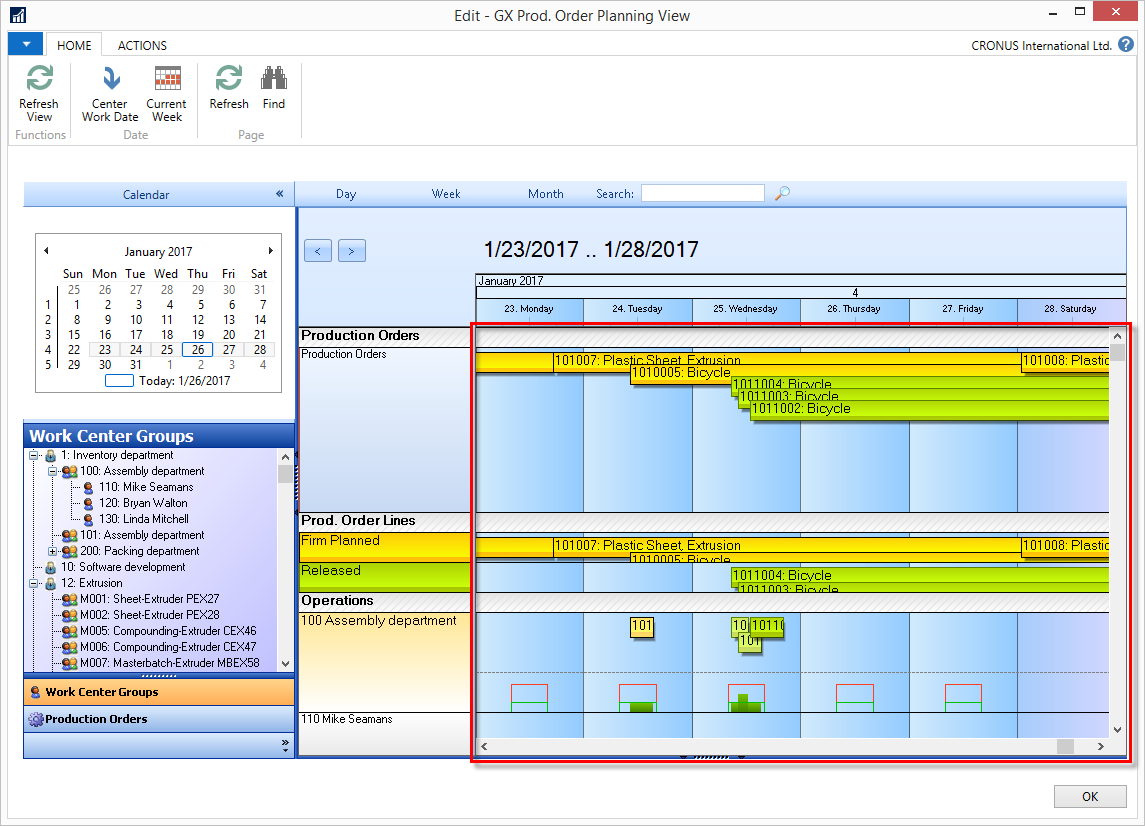 Edit - GX Prod. Order Planning View
HOME ACTIONS CRONUS International Ltd. ?
Refresh View
Center Work Date
Current Week
Refresh
Find
Functions Date Page
Calendar «
Day Week Month Search:
January 2017
Sun Mon Tue Wed Thu Fri Sat
25 26 27 28 29 30 31
1 1 2 3 4 5 6 7
2 8 9 10 11 12 13 14
3 15 16 17 18 19 20 21
4 22 23 24 25 26 27 28
5 29 30 31 1 2 3 4
Today: 1/26/2017
Work Center Groups
1: Inventory department
100: Assembly department
110: Mike Seamans
120: Bryan Walton
130: Linda Mitchell
101: Assembly department
200: Packing department
10: Software development
12: Extrusion
M001: Sheet-Extruder PEX27
M002: Sheet-Extruder PEX28
M005: Compounding-Extruder CEX46
M006: Compounding-Extruder CEX47
M007: Masterbatch-Extruder MBEX58
Work Center Groups
Production Orders
»
< >
1/23/2017 .. 1/28/2017
January 2017
4
23. Monday 24. Tuesday 25. Wednesday 26. Thursday 27. Friday 28. Saturday
Production Orders
Production Orders
101007: Plastic Sheet, Extrusion 101008: Plastic
1010005: Bicycle
1011004: Bicycle
1011003: Bicycle
1011002: Bicycle
Prod. Order Lines
Firm Planned
101007: Plastic Sheet, Extrusion 101008: Plastic
1010005: Bicycle
Released
1011004: Bicycle
1011003: Bicycle
Operations
100 Assembly department
101 10 10110
101
110 Mike Seamans
OK